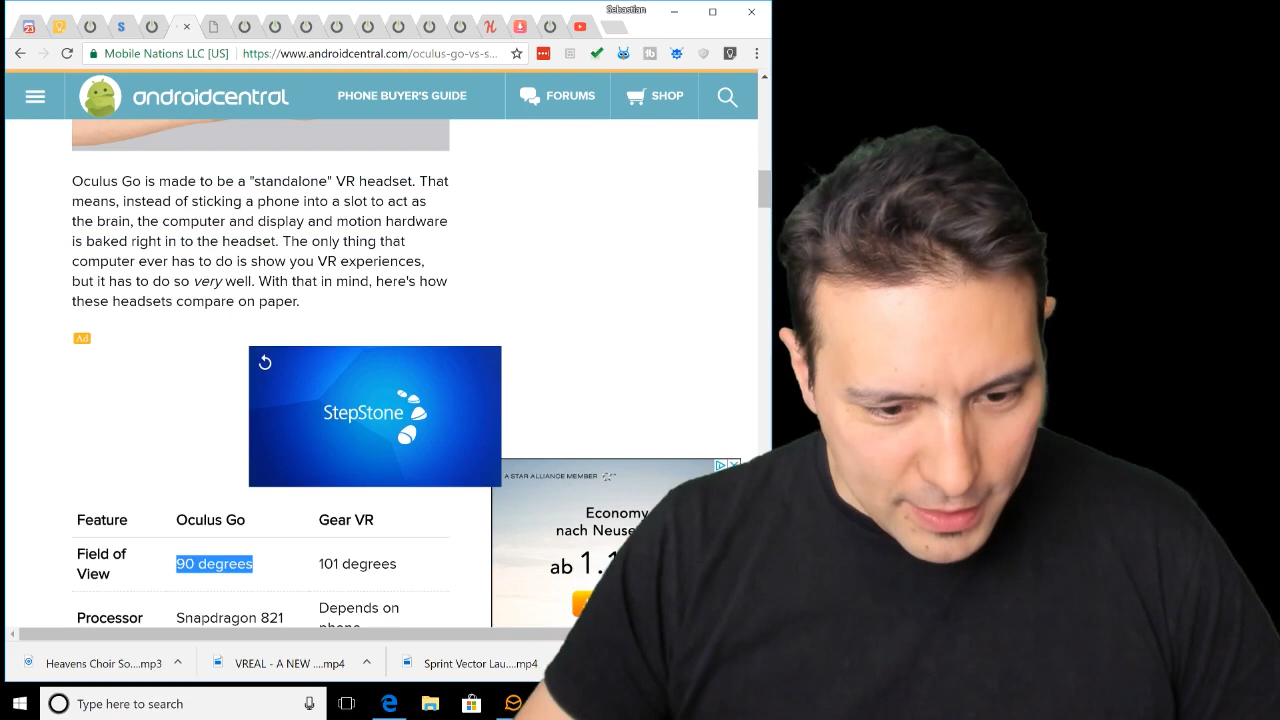 Sebastian
Mobile Nations LLC [US]
https://www.androidcentral.com/oculus-go-vs-s...
androidcentral
PHONE BUYER'S GUIDE
FORUMS
SHOP
Oculus Go is made to be a "standalone" VR headset. That
means, instead of sticking a phone into a slot to act as
the brain, the computer and display and motion hardware
is baked right in to the headset. The only thing that
computer ever has to do is show you VR experiences,
but it has to do so very well. With that in mind, here's how
these headsets compare on paper.
Ad
StepStone
A STAR ALLIANCE MEMBER
Economy
nach Neuse
ab 1.1
Feature Oculus Go Gear VR
Field of
View
90 degrees
101 degrees
Processor
Snapdragon 821
Depends on
phone
Heavens Choir So....mp3
VREAL - A NEW ....mp4
Sprint Vector Lau....mp4
Type here to search